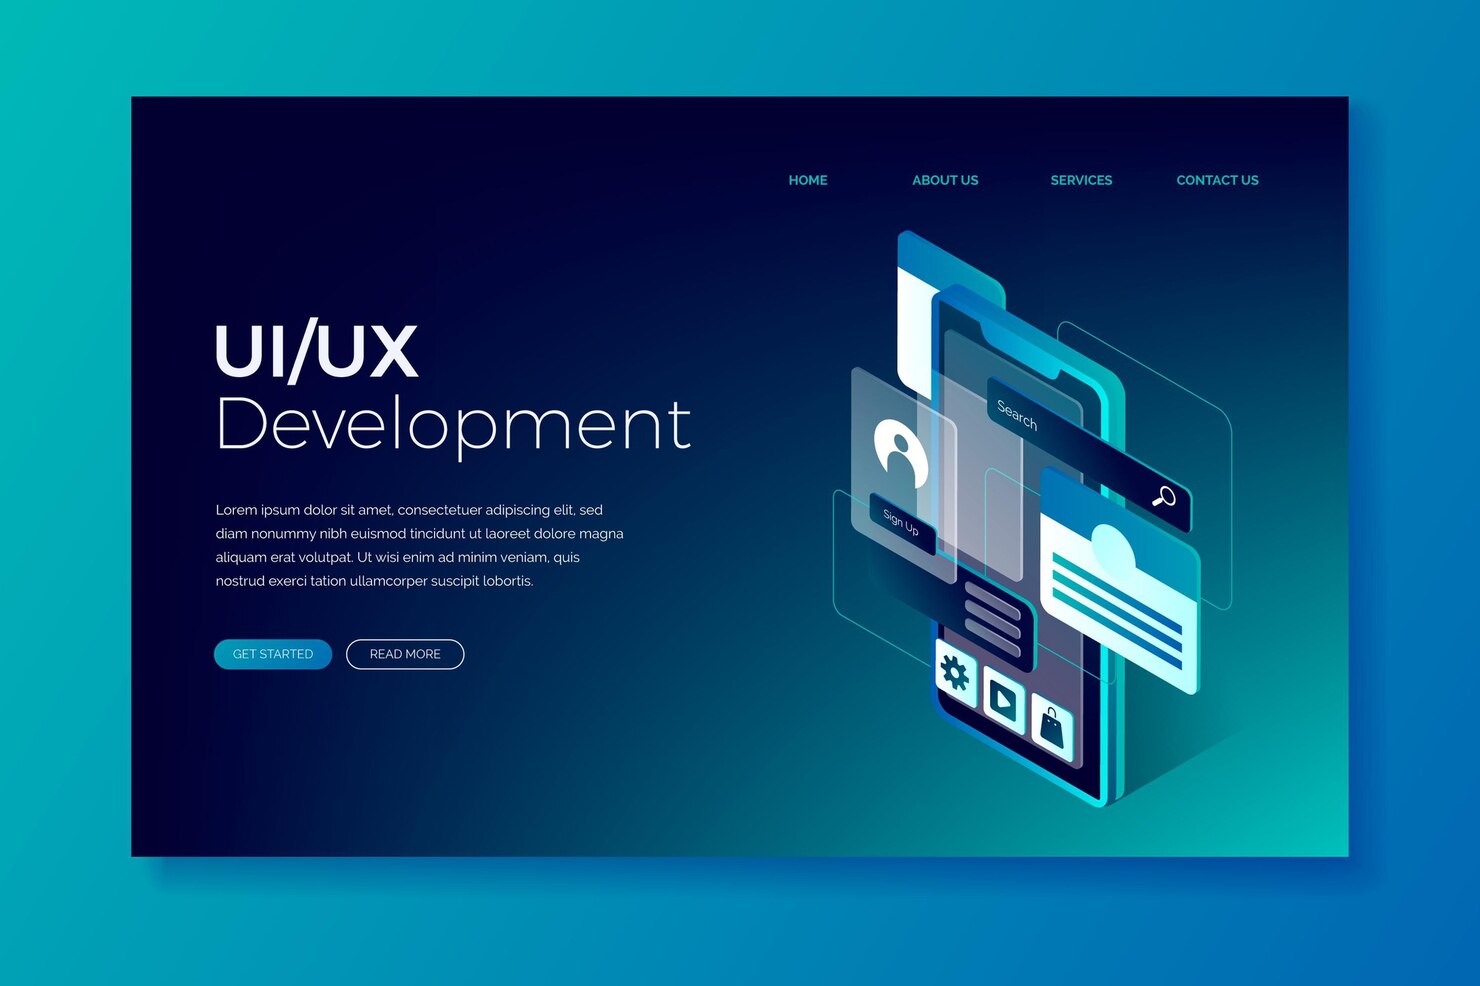 HOME ABOUT US SERVICES CONTACT US
UI/UX
Development
Lorem ipsum dolor sit amet, consectetuer adipiscing elit, sed
diam nonummy nibh euismod tincidunt ut laoreet dolore magna
aliquam erat volutpat. Ut wisi enim ad minim veniam, quis
nostrud exerci tation ullamcorper suscipit lobortis.
GET STARTED READ MORE
Search
Sign Up